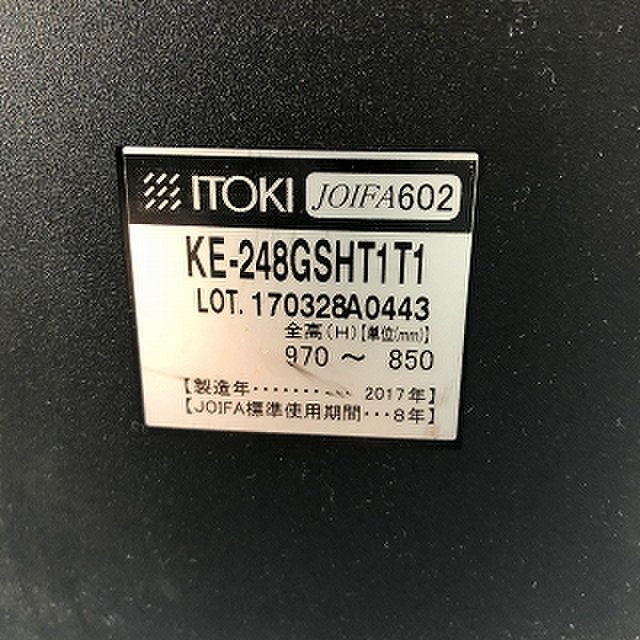 ITOKI JOIFA602
KE-248GSHT1T1
LOT. 170328A0443
全高(H)[単位(mm)]
970 ～ 850
【製造年・・・・・・・・・・ 2017年】
【JOIFA標準使用期間・・・8年】